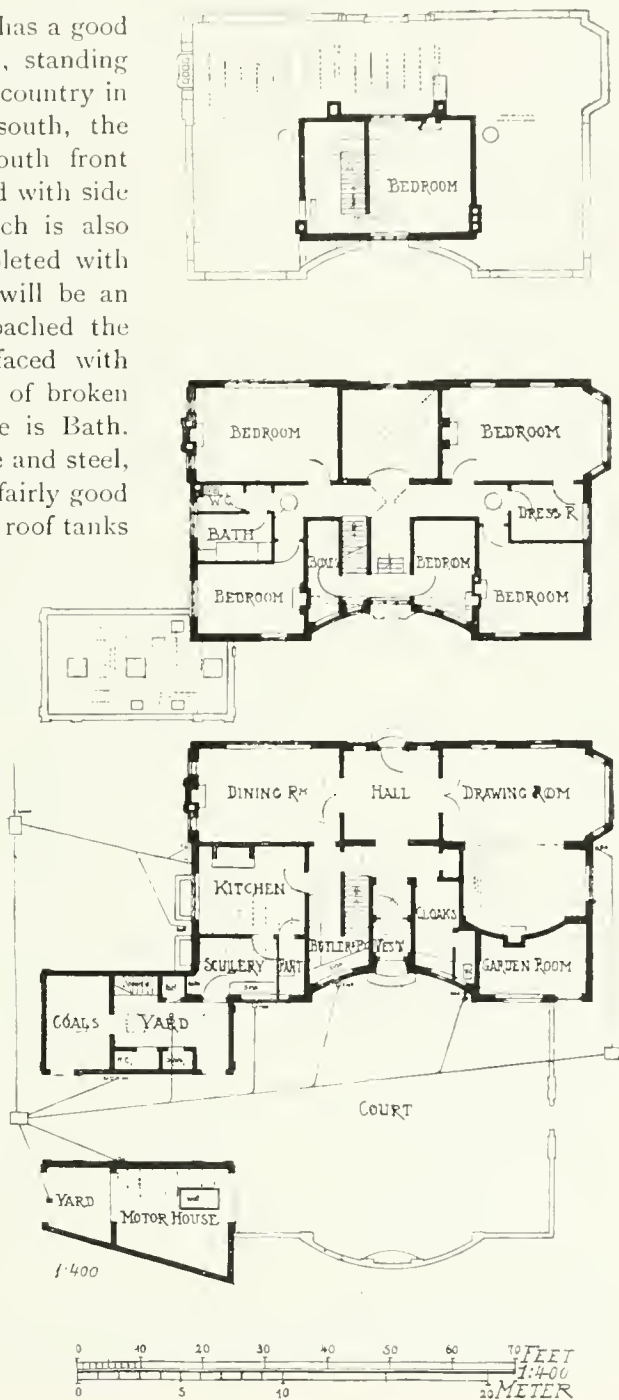 has a good
, standing
country in
south, the
outh front
d with side
ch is also
leted with
will be an
oached the
faced with
of broken
e is Bath.
e and steel,
fairly good
roof tanks
BEDROOM
BEDROOM
BEDROOM
W.C.
BATH
DRESS R
BEDROM
BEDROOM
BEDROOM
DINING RM
HALL
DRAWING ROOM
KITCHEN
CLOAKS
SCULLERY
PANT
BUTLER'S P
VEST
GARDEN ROOM
COALS
YARD
W.C.
COURT
YARD
MOTOR HOUSE
1·400
0 10 20 30 40 50 60 70 FEET
1:400
0 5 10 20 METER